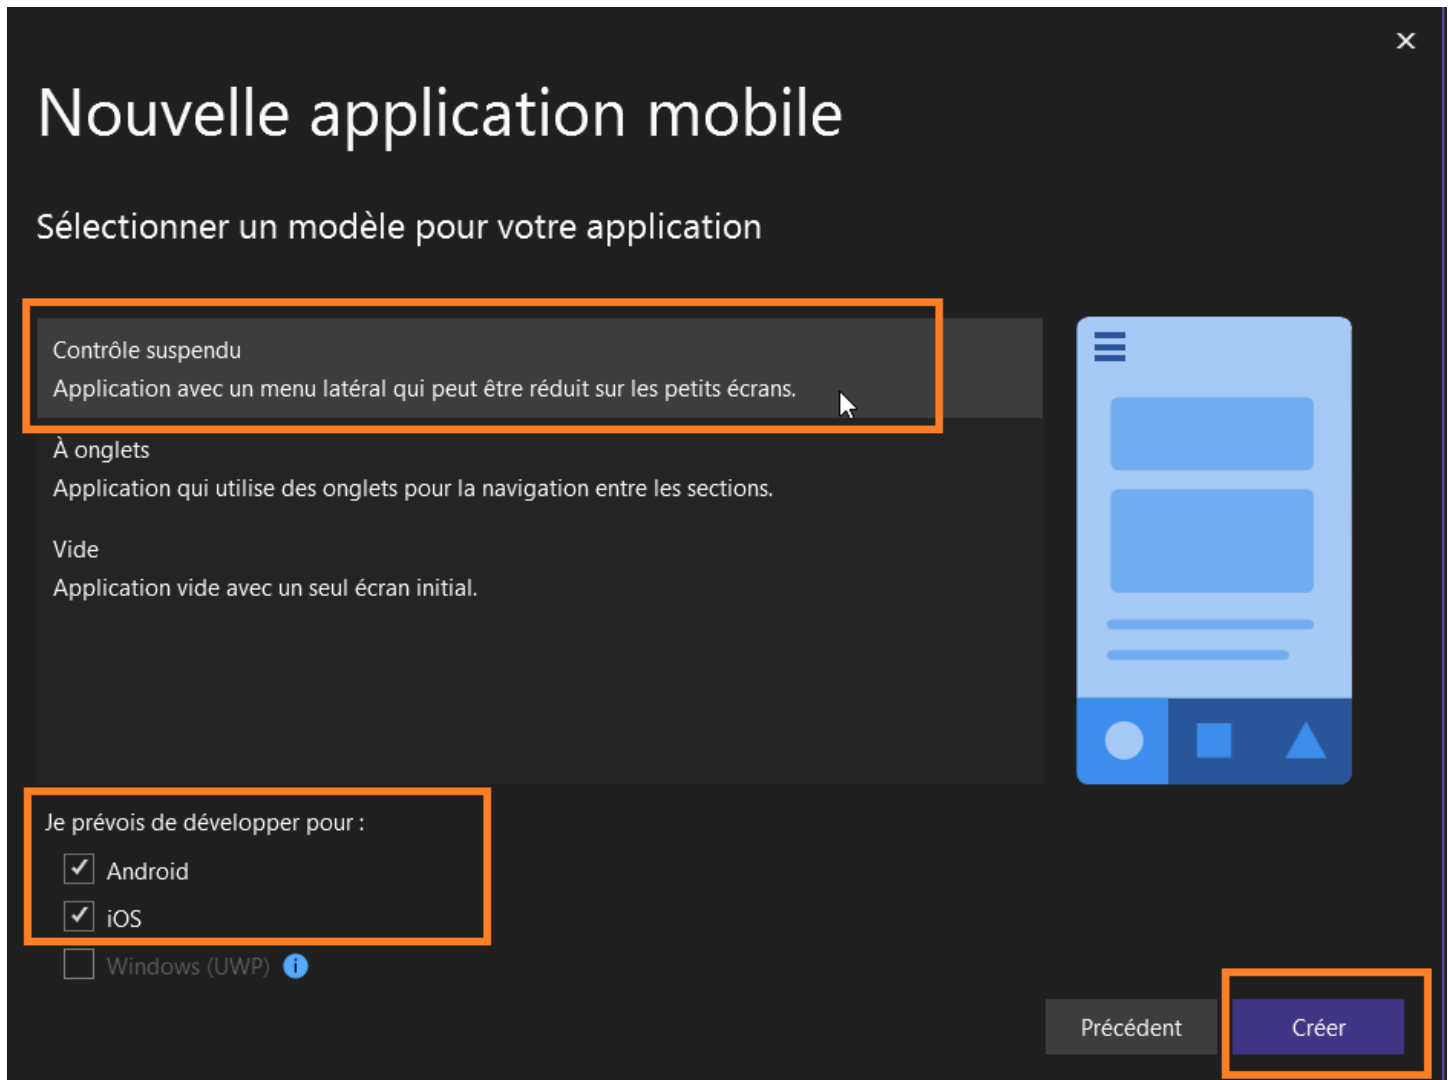 Nouvelle application mobile
Sélectionner un modèle pour votre application
Contrôle suspendu
Application avec un menu latéral qui peut être réduit sur les petits écrans.
À onglets
Application qui utilise des onglets pour la navigation entre les sections.
Vide
Application vide avec un seul écran initial.
Je prévois de développer pour :
Android
iOS
Windows (UWP)
Précédent
Créer